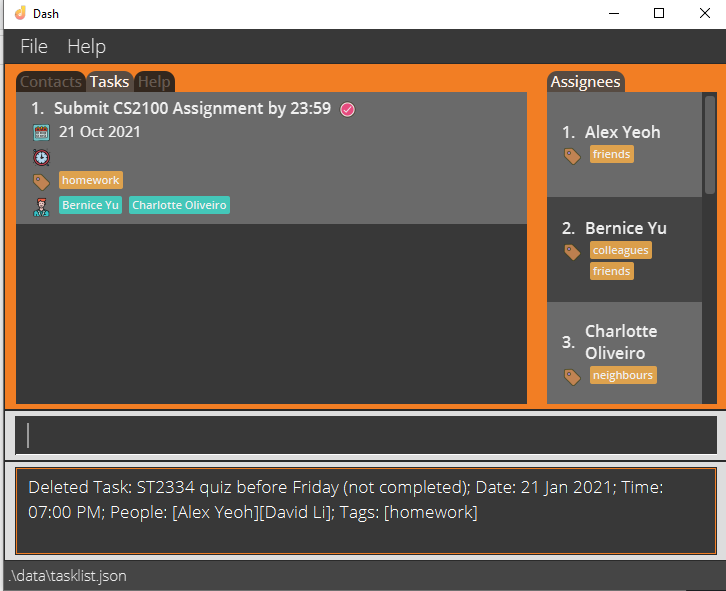 Dash
File Help
Contacts Tasks Help
1. Submit CS2100 Assignment by 23:59
21 Oct 2021
homework
Bernice Yu Charlotte Oliveiro
Assignees
1. Alex Yeoh
friends
2. Bernice Yu
colleagues
friends
3. Charlotte
Oliveiro
neighbours
Deleted Task: ST2334 quiz before Friday (not completed); Date: 21 Jan 2021; Time:
07:00 PM; People: [Alex Yeoh][David Li]; Tags: [homework]
.\data\tasklist.json